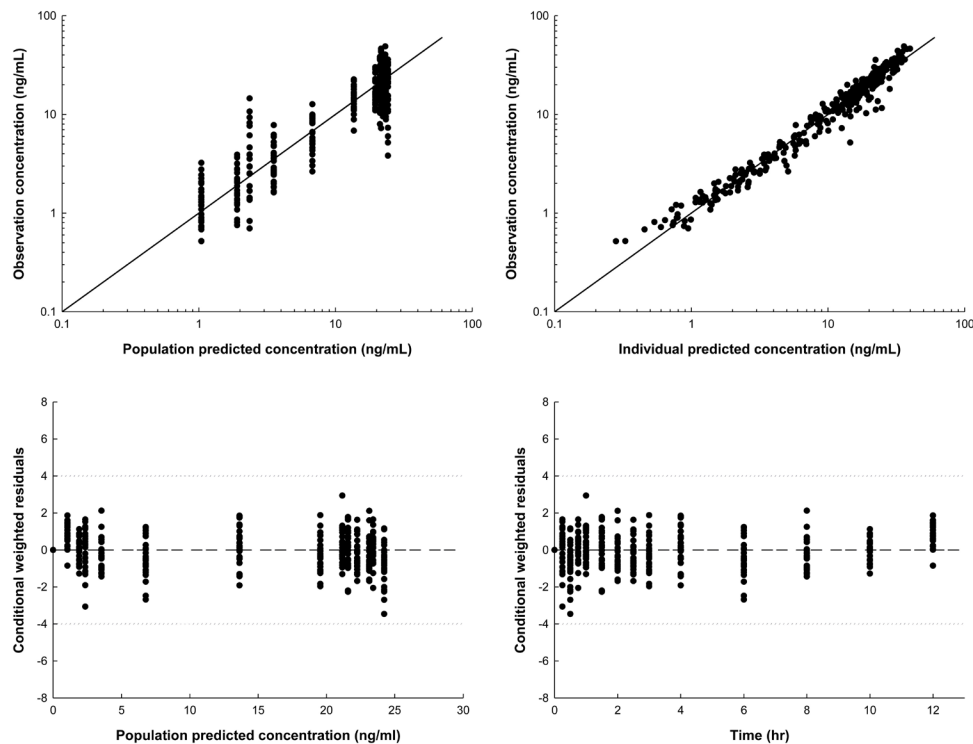 100
10
1
0.1
Observation concentration (ng/mL)
0.1 1 10 100
Population predicted concentration (ng/mL)
100
10
1
0.1
Observation concentration (ng/mL)
0.1 1 10 100
Individual predicted concentration (ng/mL)
8
6
4
2
0
-2
-4
-6
-8
Conditional weighted residuals
0 5 10 15 20 25 30
Population predicted concentration (ng/ml)
8
6
4
2
0
-2
-4
-6
-8
Conditional weighted residuals
0 2 4 6 8 10 12
Time (hr)